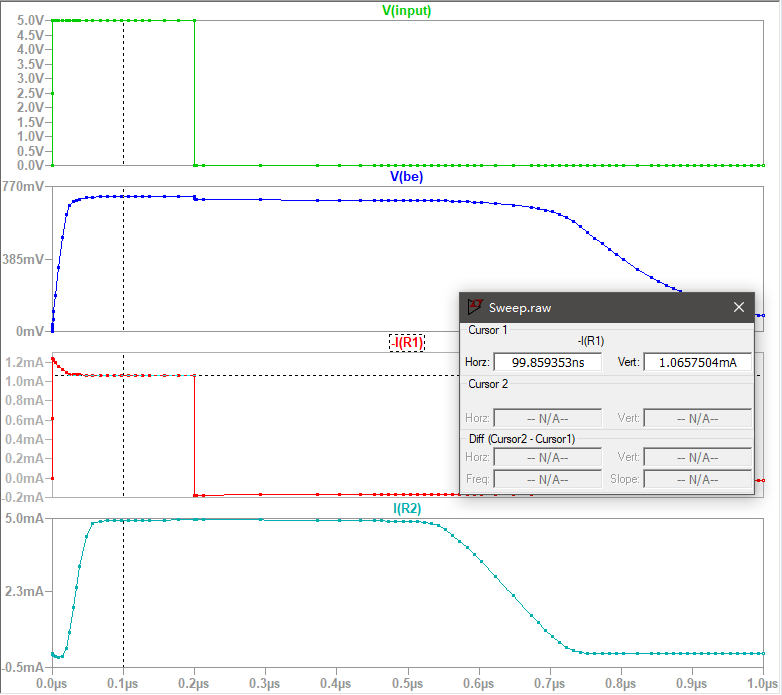 V(input)
5.0V
4.5V
4.0V
3.5V
3.0V
2.5V
2.0V
1.5V
1.0V
0.5V
0.0V
V(be)
770mV
385mV
0mV
Sweep.raw
Cursor 1
-I(R1)
Horz: 99.859353ns Vert: 1.0657504mA
Cursor 2
Horz: -- N/A-- Vert: -- N/A--
Diff (Cursor2 - Cursor1)
Horz: -- N/A-- Vert: -- N/A--
Freq: -- N/A-- Slope: -- N/A--
-I(R1)
1.2mA
1.0mA
0.8mA
0.6mA
0.4mA
0.2mA
0.0mA
-0.2mA
I(R2)
5.0mA
2.3mA
-0.5mA
0.0µs 0.1µs 0.2µs 0.3µs 0.4µs 0.5µs 0.6µs 0.7µs 0.8µs 0.9µs 1.0µs